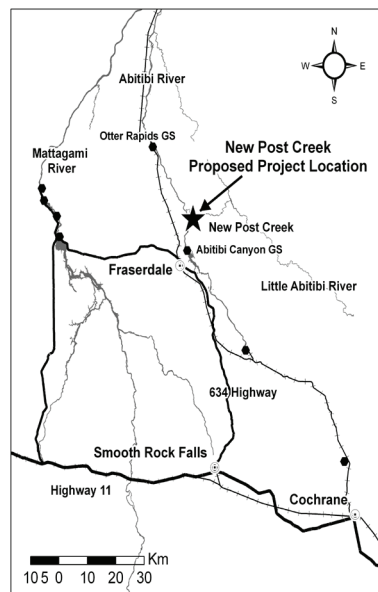 N
W E
S
Abitibi River
Otter Rapids GS
New Post Creek
Proposed Project Location
Mattagami
River
New Post Creek
Abitibi Canyon GS
Fraserdale
Little Abitibi River
634 Highway
Smooth Rock Falls
Highway 11
Cochrane
Km
10 5 0 10 20 30